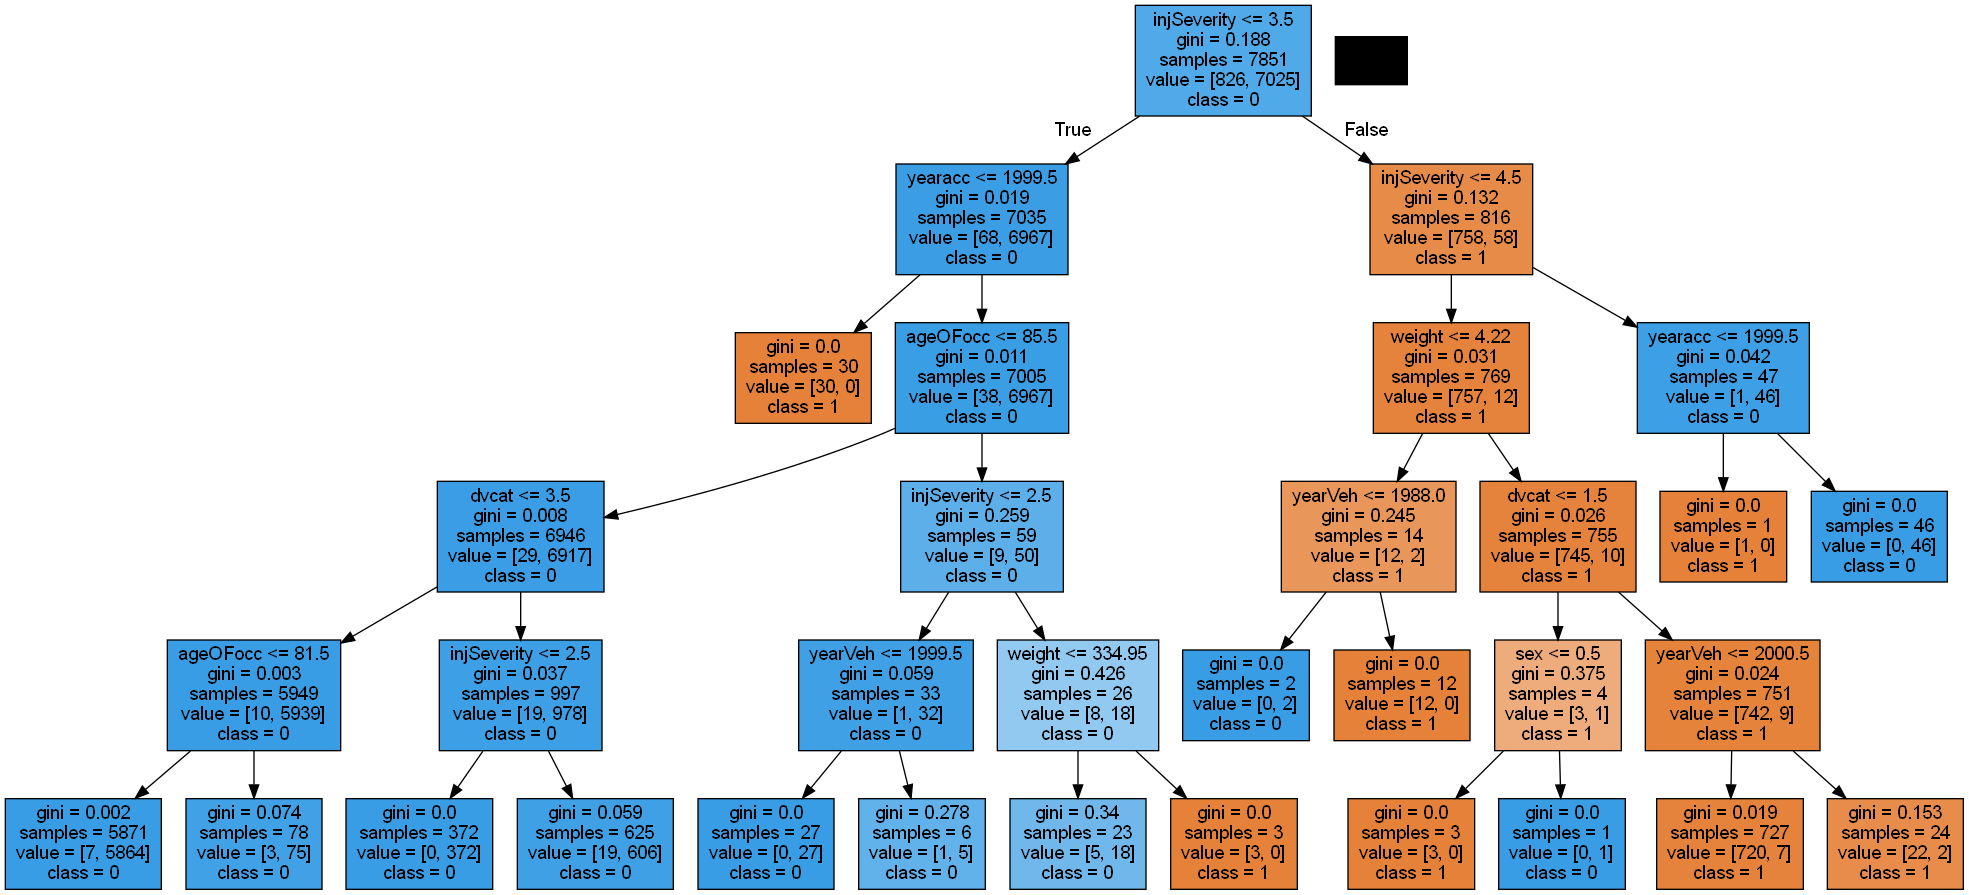 injSeverity <= 3.5
gini = 0.188
samples = 7851
value = [826, 7025]
class = 0
True
False
yearacc <= 1999.5
gini = 0.019
samples = 7035
value = [68, 6967]
class = 0
injSeverity <= 4.5
gini = 0.132
samples = 816
value = [758, 58]
class = 1
gini = 0.0
samples = 30
value = [30, 0]
class = 1
ageOFocc <= 85.5
gini = 0.011
samples = 7005
value = [38, 6967]
class = 0
weight <= 4.22
gini = 0.031
samples = 769
value = [757, 12]
class = 1
yearacc <= 1999.5
gini = 0.042
samples = 47
value = [1, 46]
class = 0
dvcat <= 3.5
gini = 0.008
samples = 6946
value = [29, 6917]
class = 0
injSeverity <= 2.5
gini = 0.259
samples = 59
value = [9, 50]
class = 0
yearVeh <= 1988.0
gini = 0.245
samples = 14
value = [12, 2]
class = 1
dvcat <= 1.5
gini = 0.026
samples = 755
value = [745, 10]
class = 1
gini = 0.0
samples = 1
value = [1, 0]
class = 1
gini = 0.0
samples = 46
value = [0, 46]
class = 0
ageOFocc <= 81.5
gini = 0.003
samples = 5949
value = [10, 5939]
class = 0
injSeverity <= 2.5
gini = 0.037
samples = 997
value = [19, 978]
class = 0
yearVeh <= 1999.5
gini = 0.059
samples = 33
value = [1, 32]
class = 0
weight <= 334.95
gini = 0.426
samples = 26
value = [8, 18]
class = 0
gini = 0.0
samples = 2
value = [0, 2]
class = 0
gini = 0.0
samples = 12
value = [12, 0]
class = 1
sex <= 0.5
gini = 0.375
samples = 4
value = [3, 1]
class = 1
yearVeh <= 2000.5
gini = 0.024
samples = 751
value = [742, 9]
class = 1
gini = 0.002
samples = 5871
value = [7, 5864]
class = 0
gini = 0.074
samples = 78
value = [3, 75]
class = 0
gini = 0.0
samples = 372
value = [0, 372]
class = 0
gini = 0.059
samples = 625
value = [19, 606]
class = 0
gini = 0.0
samples = 27
value = [0, 27]
class = 0
gini = 0.278
samples = 6
value = [1, 5]
class = 0
gini = 0.34
samples = 23
value = [5, 18]
class = 0
gini = 0.0
samples = 3
value = [3, 0]
class = 1
gini = 0.0
samples = 3
value = [3, 0]
class = 1
gini = 0.0
samples = 1
value = [0, 1]
class = 0
gini = 0.019
samples = 727
value = [720, 7]
class = 1
gini = 0.153
samples = 24
value = [22, 2]
class = 1